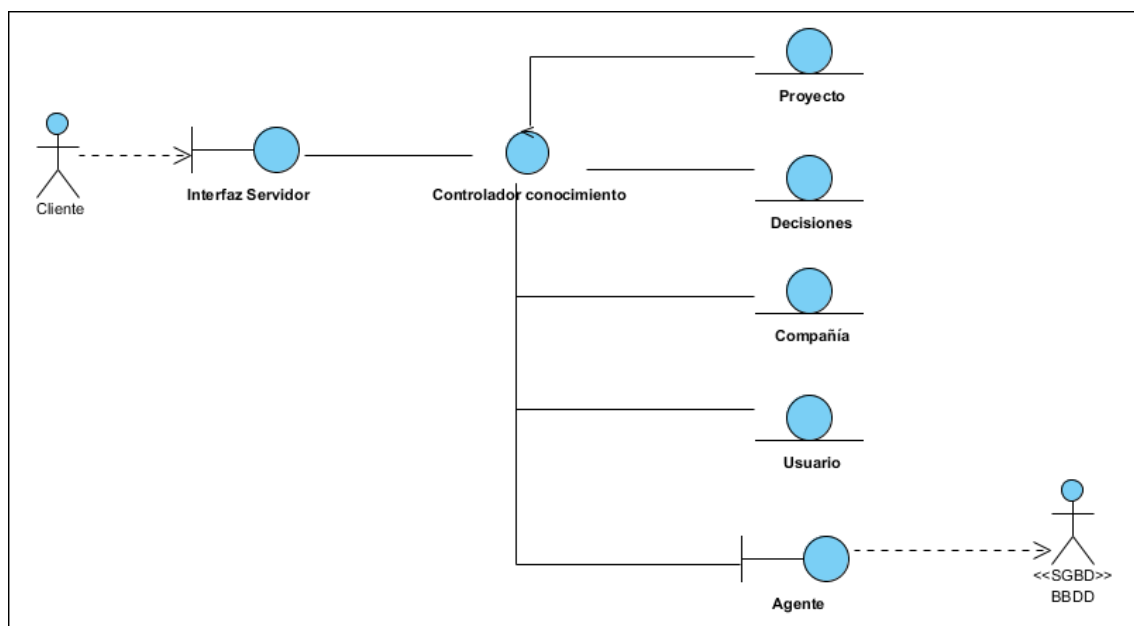 Proyecto
Cliente
Interfaz Servidor
Controlador conocimiento
Decisiones
Compañía
Usuario
Agente
<<SGBD>>
BBDD